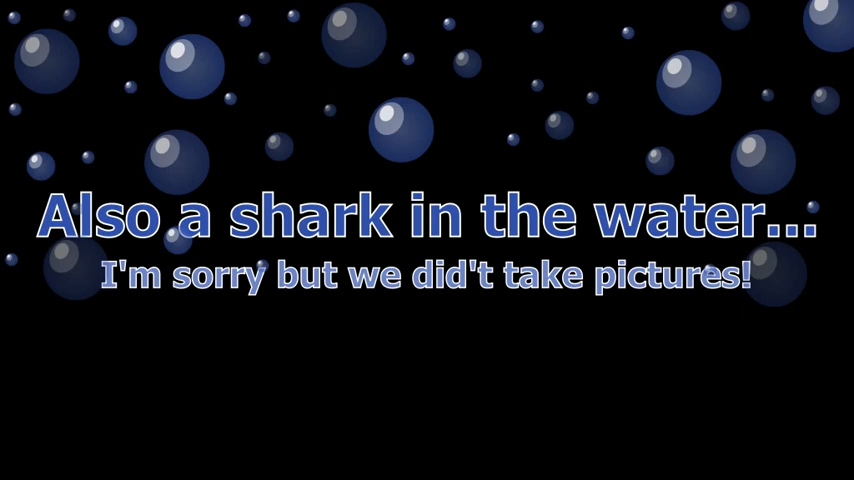 Also a shark in the water...
I'm sorry but we did't take pictures!